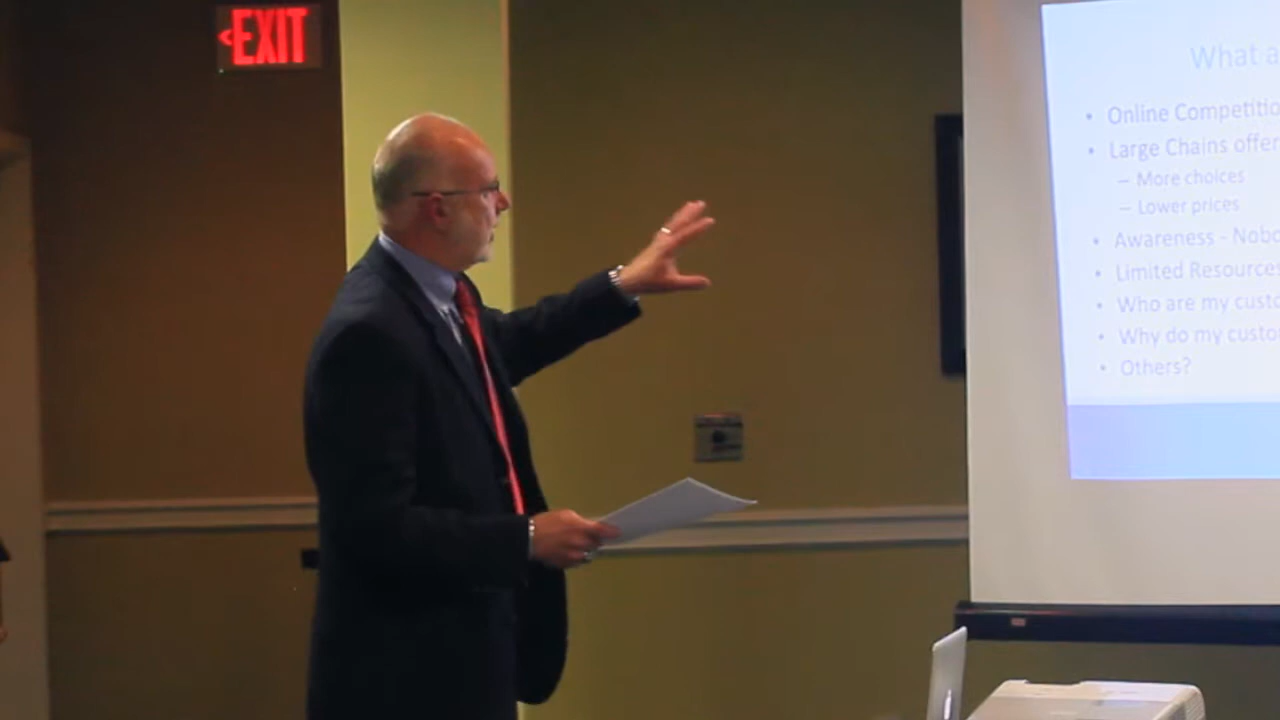 <EXIT
What a
• Online Competitio
• Large Chains offer
– More choices
– Lower prices
• Awareness - Nobo
• Limited Resources
• Who are my custo
• Why do my custo
• Others?